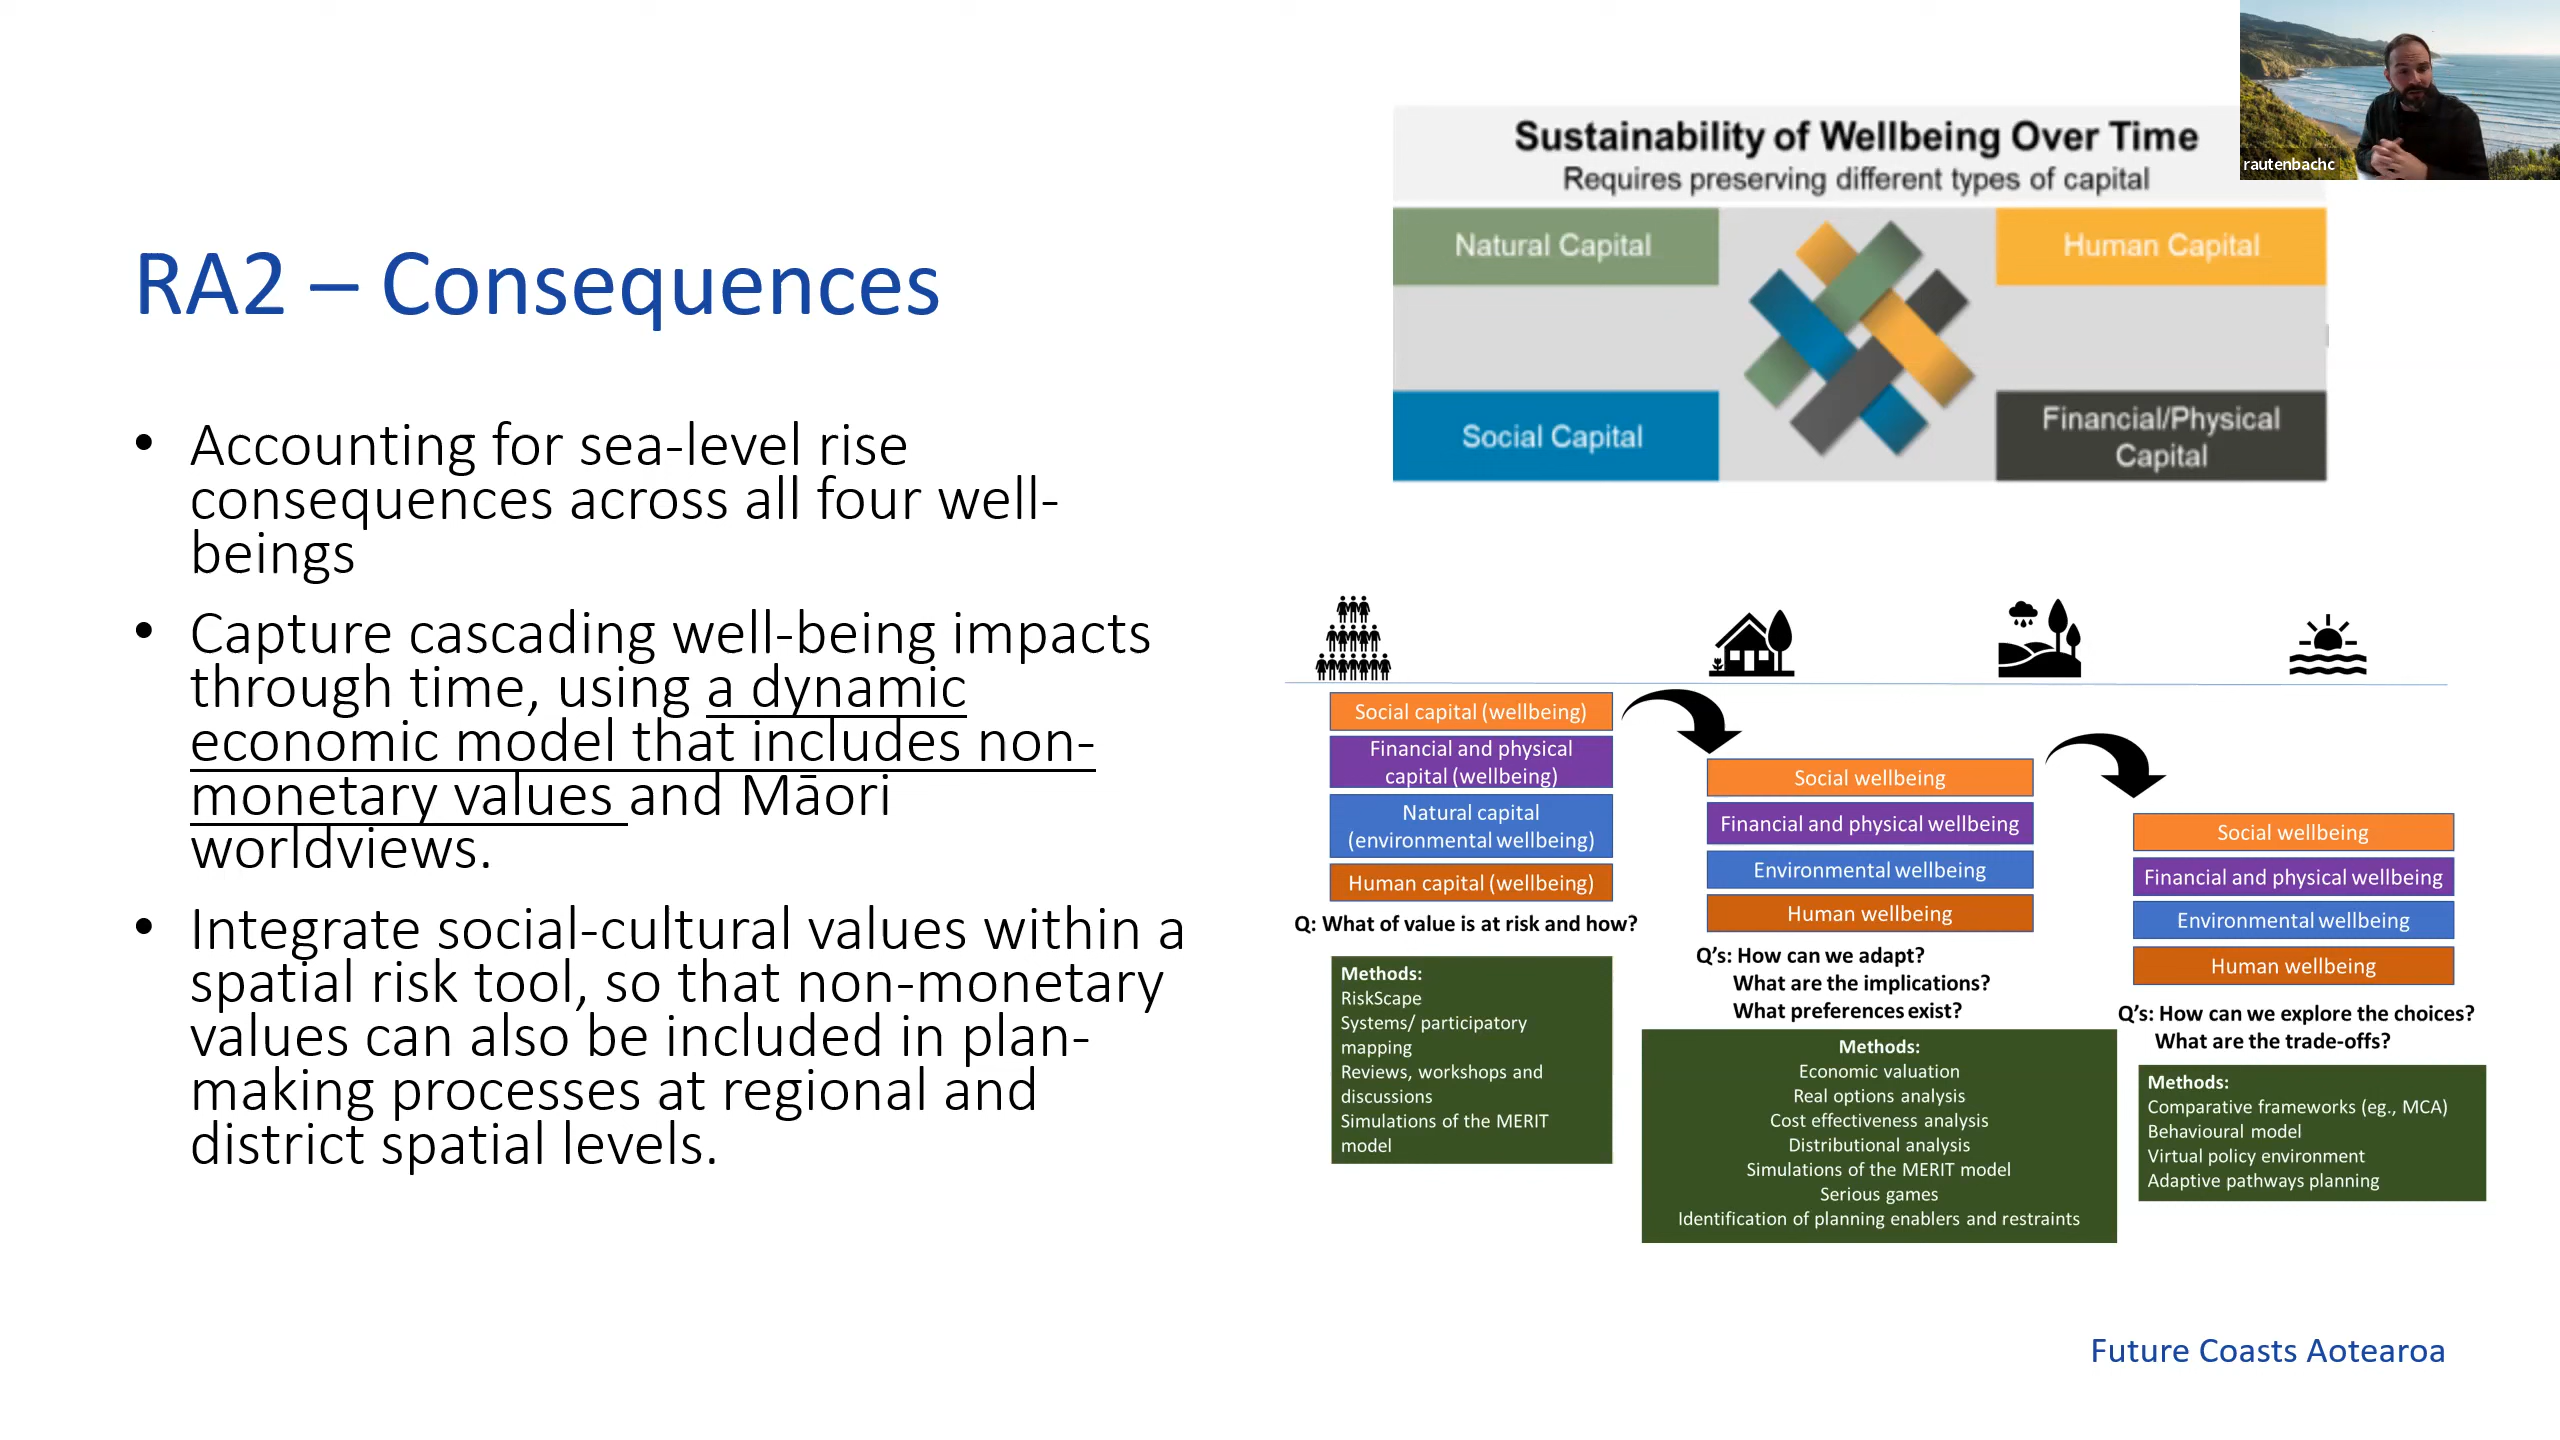 RA2 – Consequences
• Accounting for sea-level rise
consequences across all four well-
beings
• Capture cascading well-being impacts
through time, using a dynamic
economic model that includes non-
monetary values and Māori
worldviews.
• Integrate social-cultural values within a
spatial risk tool, so that non-monetary
values can also be included in plan-
making processes at regional and
district spatial levels.
Sustainability of Wellbeing Over Time
Requires preserving different types of capital
Natural Capital
Human Capital
Social Capital
Financial/Physical
Capital
rautenbachc
Social capital (wellbeing)
Financial and physical
capital (wellbeing)
Natural capital
(environmental wellbeing)
Human capital (wellbeing)
Q: What of value is at risk and how?
Methods:
RiskScape
Systems/ participatory
mapping
Reviews, workshops and
discussions
Simulations of the MERIT
model
Social wellbeing
Financial and physical wellbeing
Environmental wellbeing
Human wellbeing
Q's: How can we adapt?
What are the implications?
What preferences exist?
Methods:
Economic valuation
Real options analysis
Cost effectiveness analysis
Distributional analysis
Simulations of the MERIT model
Serious games
Identification of planning enablers and restraints
Social wellbeing
Financial and physical wellbeing
Environmental wellbeing
Human wellbeing
Q's: How can we explore the choices?
What are the trade-offs?
Methods:
Comparative frameworks (eg., MCA)
Behavioural model
Virtual policy environment
Adaptive pathways planning
Future Coasts Aotearoa